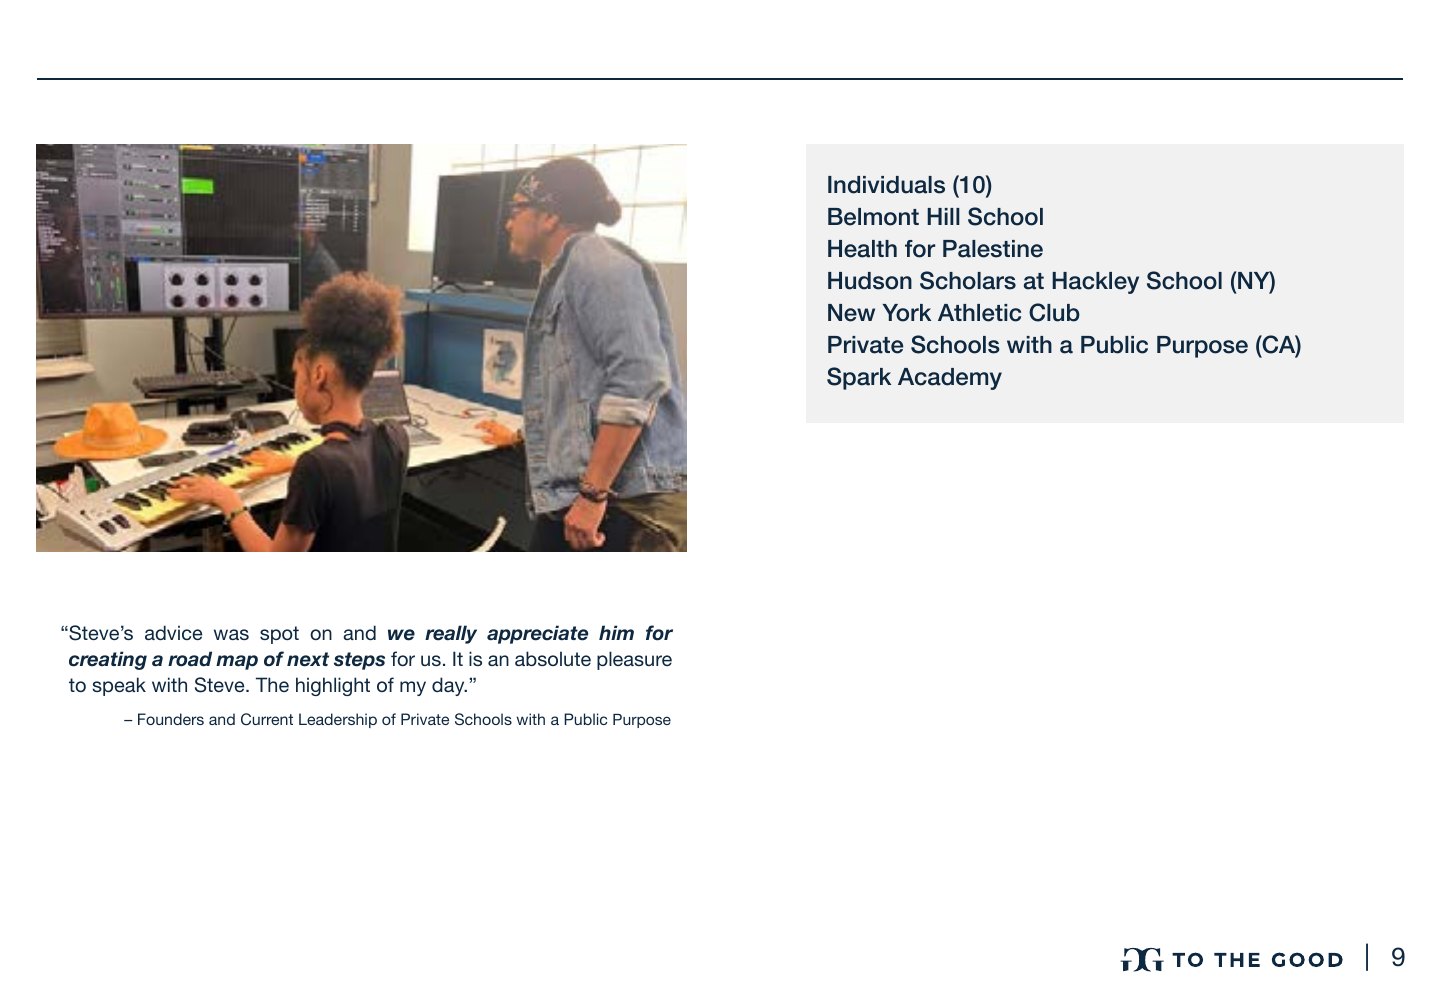 Individuals (10)
Belmont Hill School
Health for Palestine
Hudson Scholars at Hackley School (NY)
New York Athletic Club
Private Schools with a Public Purpose (CA)
Spark Academy
“Steve’s advice was spot on and we really appreciate him for
creating a road map of next steps for us. It is an absolute pleasure
to speak with Steve. The highlight of my day.”
– Founders and Current Leadership of Private Schools with a Public Purpose
TO THE GOOD | 9